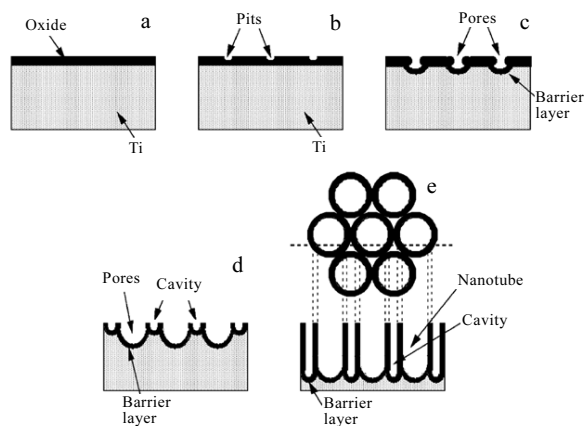 a
Oxide
Ti
b
Pits
Ti
c
Pores
Barrier
layer
d
Pores
Cavity
Barrier
layer
e
Nanotube
Cavity
Barrier
layer